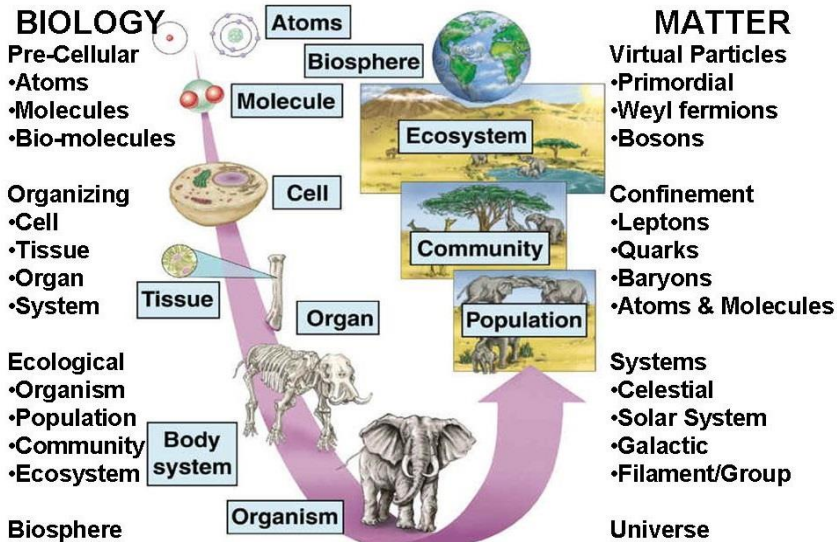 BIOLOGY
Pre-Cellular
•Atoms
•Molecules
•Bio-molecules
Organizing
•Cell
•Tissue
•Organ
•System
Ecological
•Organism
•Population
•Community
•Ecosystem
Biosphere
Atoms
Molecule
Cell
Tissue
Organ
Body
system
Organism
Population
Community
Ecosystem
Biosphere
MATTER
Virtual Particles
•Primordial
•Weyl fermions
•Bosons
Confinement
•Leptons
•Quarks
•Baryons
•Atoms & Molecules
Systems
•Celestial
•Solar System
•Galactic
•Filament/Group
Universe